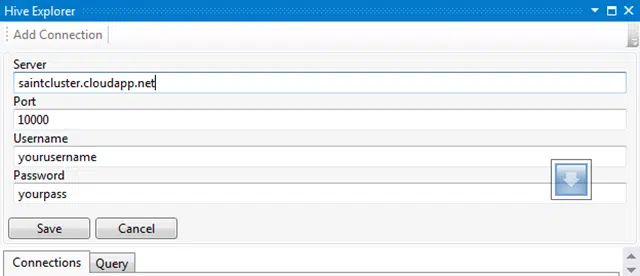 Hive Explorer
Add Connection
Server
saintcluster.cloudapp.net
Port
10000
Username
yourusername
Password
yourpass
Save Cancel
Connections Query